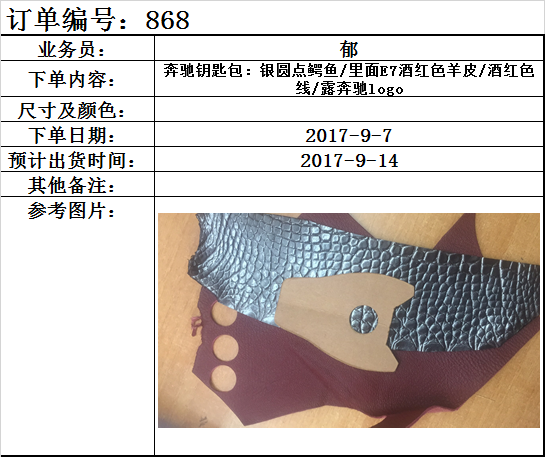 订单编号：868
业务员： 郁
下单内容： 奔驰钥匙包：银圆点鳄鱼/里面E7酒红色羊皮/酒红色
线/露奔驰logo
尺寸及颜色：
下单日期： 2017-9-7
预计出货时间： 2017-9-14
其他备注：
参考图片：